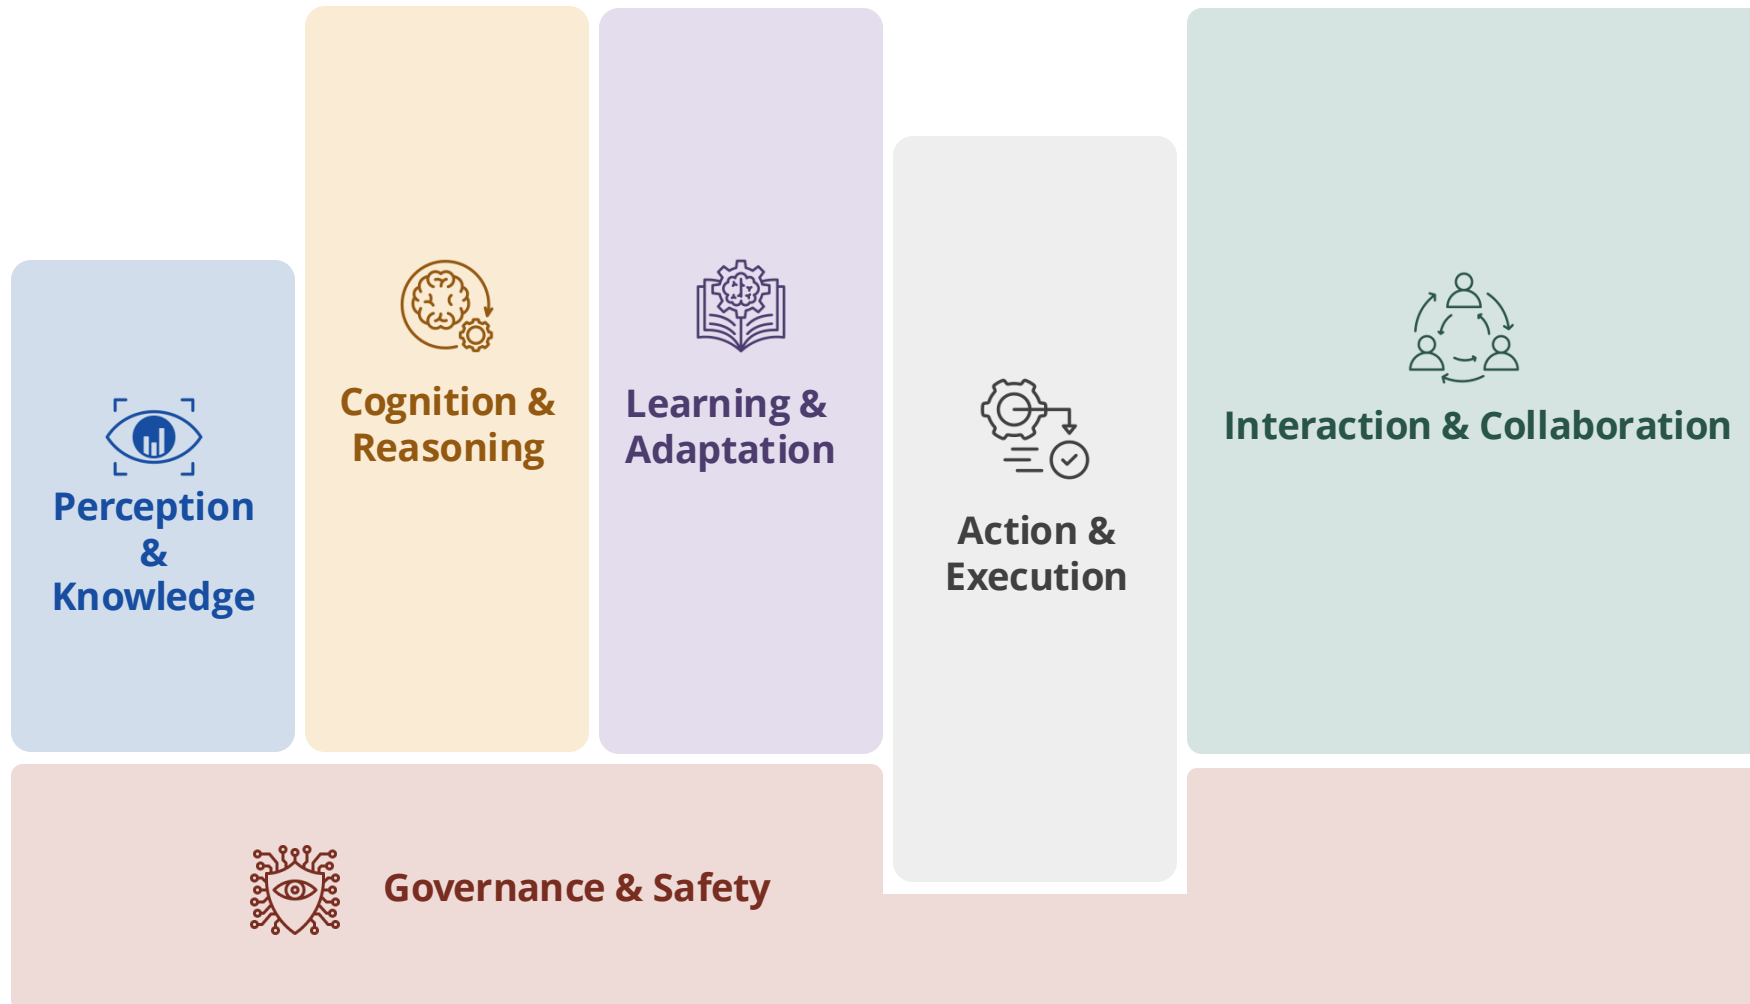 Perception
&
Knowledge
Cognition &
Reasoning
Learning &
Adaptation
Action &
Execution
Interaction & Collaboration
Governance & Safety